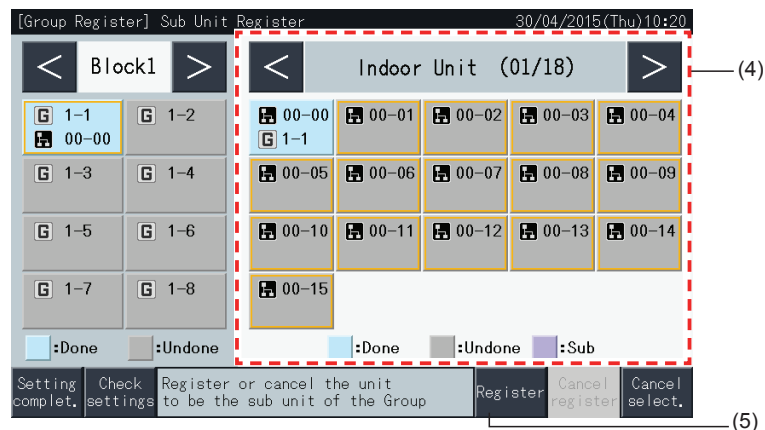 [Group Register] Sub Unit Register 30/04/2015(Thu)10:20
< Block1 >
G 1-1
00-00
G 1-2
G 1-3
G 1-4
G 1-5
G 1-6
G 1-7
G 1-8
:Done :Undone
< Indoor Unit (01/18) >
00-00
G 1-1
00-01
00-02
00-03
00-04
00-05
00-06
00-07
00-08
00-09
00-10
00-11
00-12
00-13
00-14
00-15
:Done :Undone :Sub
(4)
Setting
complet.
Check
settings
Register or cancel the unit
to be the sub unit of the Group
Register
Cancel
register
Cancel
select.
(5)